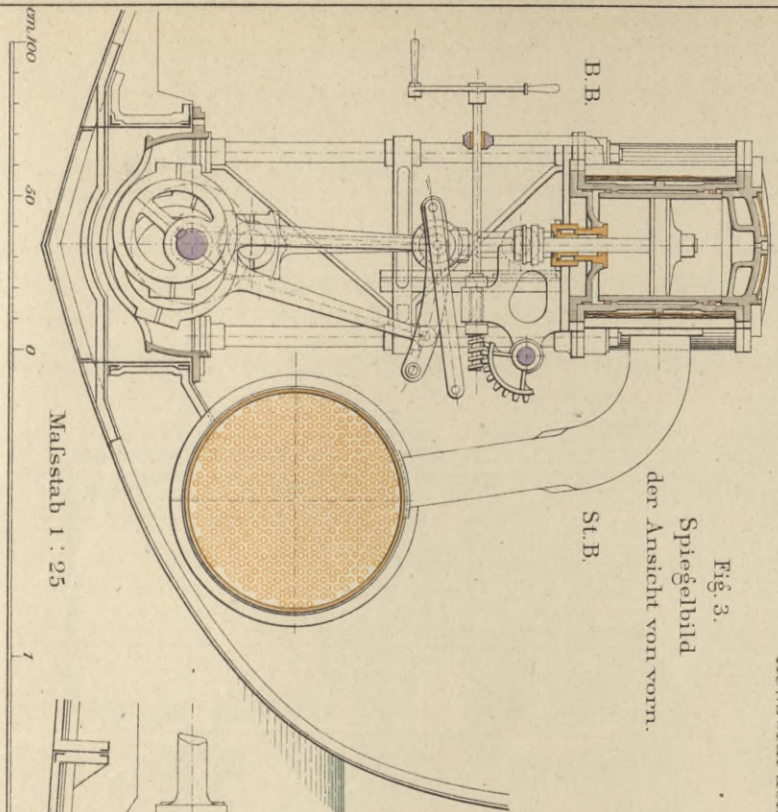 Fig. 3.
Spiegelbild
der Ansicht von vorn.
B.B.
St.B.
Maſsstab 1 : 25
cm 100
50
0
1